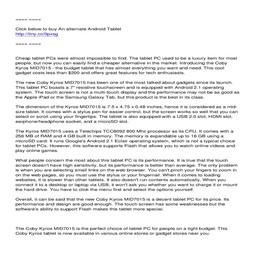 ==== ====
Click below to buy An alternate Android Tablet
==== ====
Cheap tablet PCs were almost impossible to find. The tablet PC used to be a luxury item for most
people, but now you can easily find a cheaper alternative in the market. Introducing the Coby
Kyros MID7015 - the budget tablet that has almost everything you want and need. This cool
gadget costs less than $200 and offers great features for tech enthusiasts.
The new Coby Kyros MID7015 has been one of the most talked about gadgets since its launch.
This tablet PC boasts a 7" resistive touchscreen and is equipped with Android 2.1 operating
system. The touch screen is not a multi touch display and the performance may not be as good as
the Apple iPad or the Samsung Galaxy Tab, but this product is the best in its class.
The dimension of the Kyros MID7015 is 7.5 × 4.75 × 0.48 inches, hence it is considered as a mid-
size the tablet. It comes with a stylus pen for easier control, but the screen works so well that you can
select or scroll using your fingertips. The tablet is also equipped with a USB 2.0 slot, HDMI slot,
earphone/headphone socket, and a microSD slot.
The Kyros MID7015 uses a Telechips TCC8902 800 Mhz processor as its CPU. It comes with a
256 MB of RAM and 4 GB built in memory. The memory is expandable up to 16 GB using a
microSD card. It runs Google's Android 2.1 Eclair operating system, which is not a typical choice
for tablet PCs. However, this software supports Flash that allows you to watch online videos and
play online games.
What people concern the most about this tablet PC is its performance. It is true that the touch
screen doesn't have high sensitivity, but its performance is better than average. The only problem
is when you are selecting small links on the web browser. You can't pinch your fingers to zoom in
on the web pages, so you must use the stylus or your fingernail. When it comes to loading
websites, it is slower than other tablets. It also doesn't run contents automatically. When you
connect it to a desktop or laptop via USB, it won't ask you whether you want to charge it or mount
the hard drive. You have to click the menu first and select the options yourself.
Overall, it can be said that the new Coby Kyros MID7015 is a decent tablet PC for its price. Its
performance and design are good enough. The touch screen has some weaknesses but the
software's ability to support Flash makes this tablet more special.
The Coby Kyros MID7015 is the perfect choice of tablet PC for people on a tight budget. This
Coby Kyros tablet is now available in various online stores or gadget stores near you.